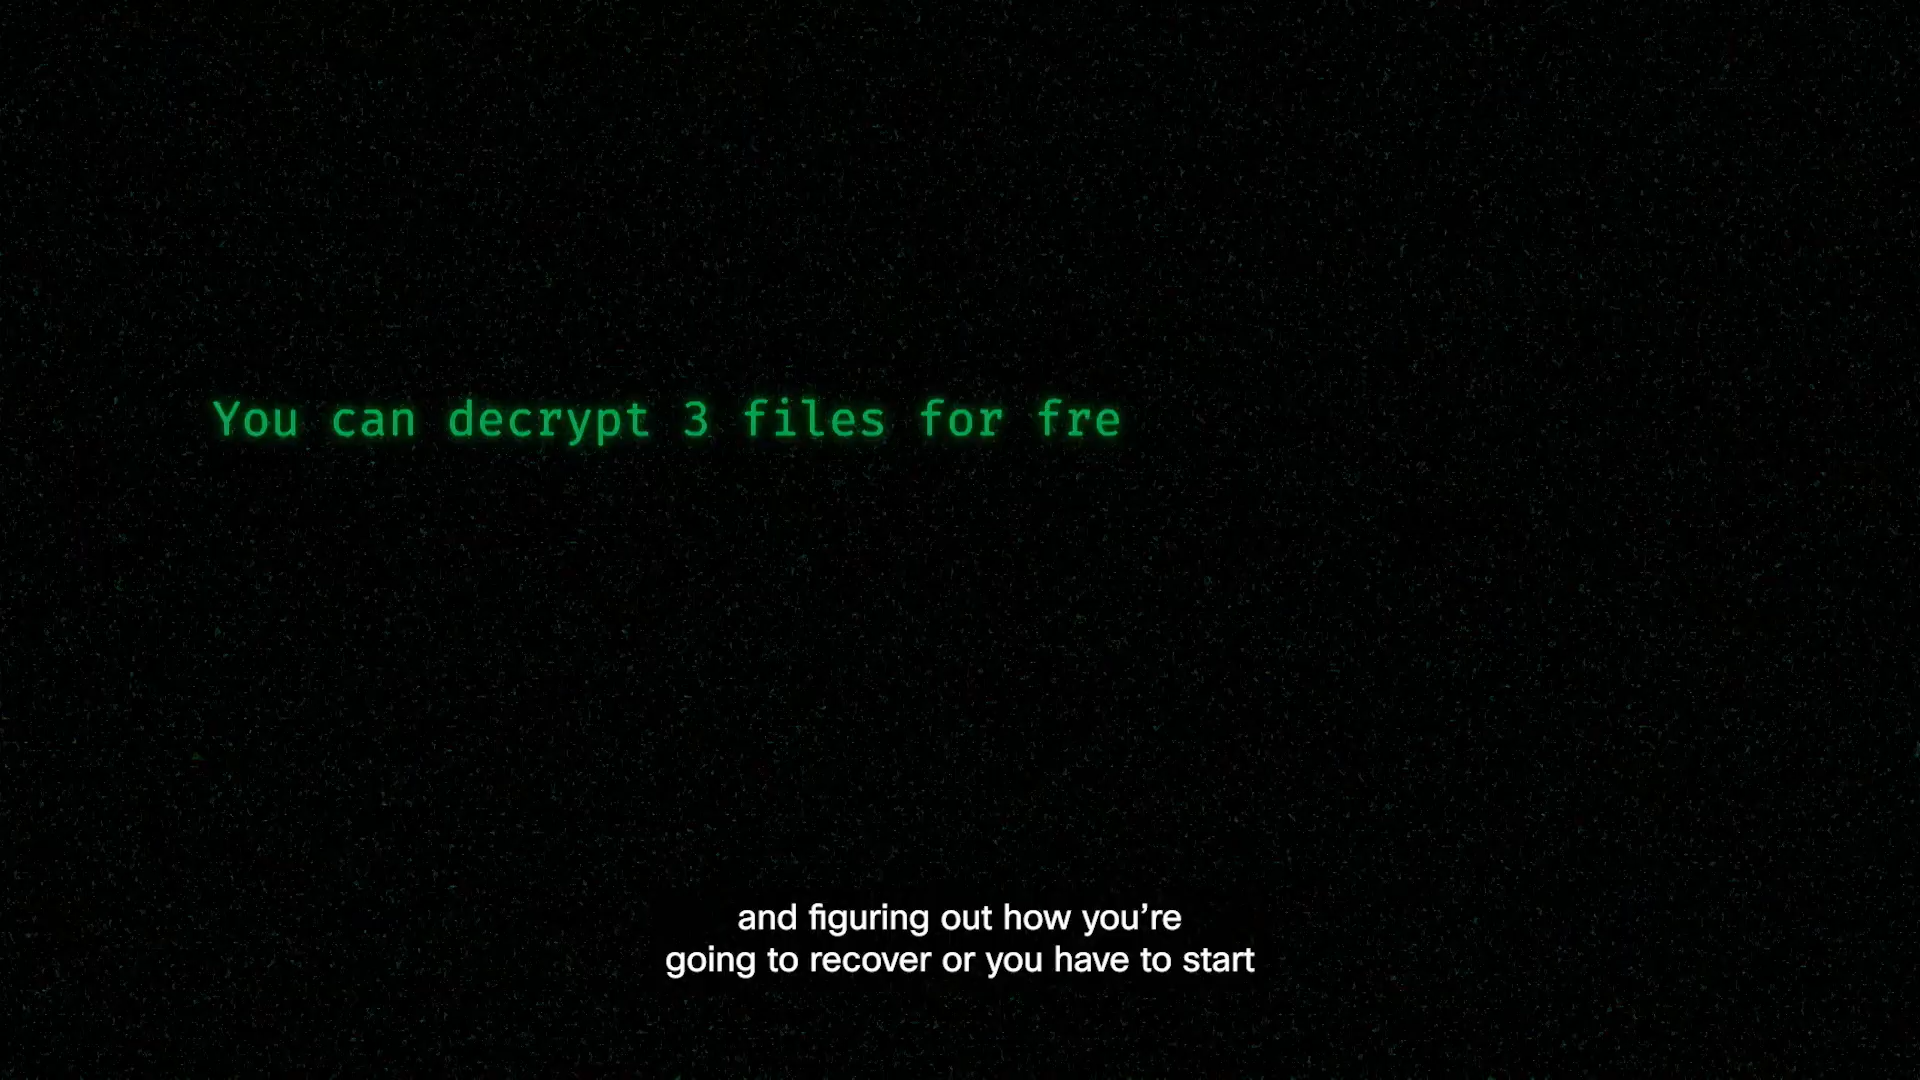 You can decrypt 3 files for fre
and figuring out how you’re
going to recover or you have to start